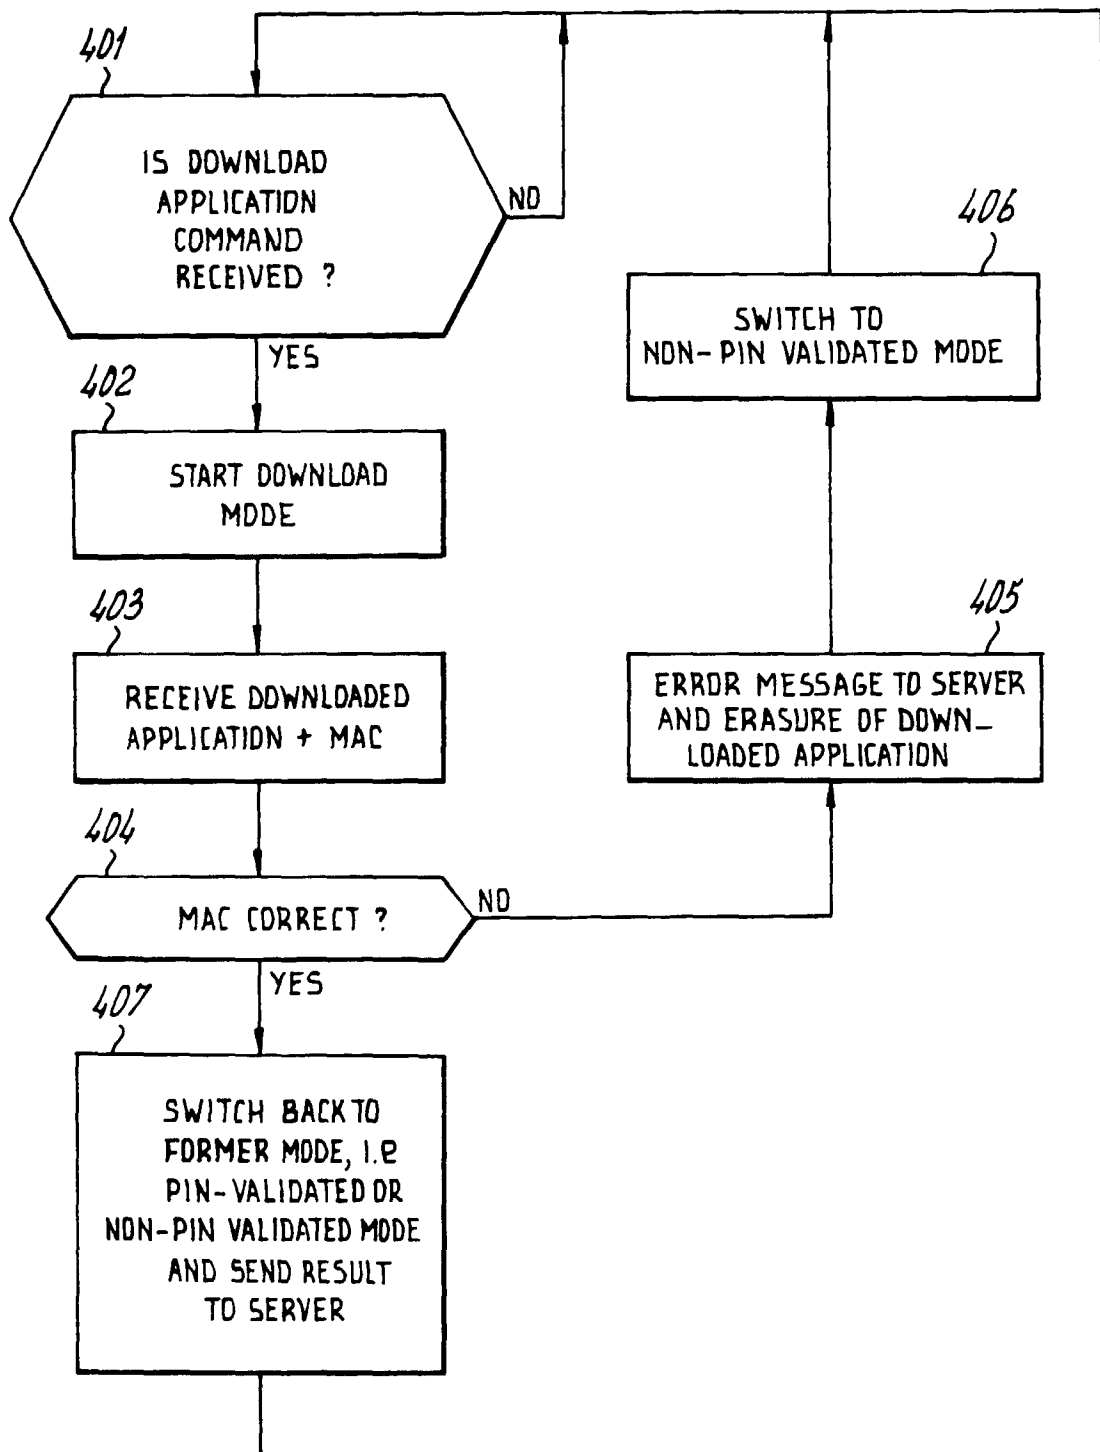 401
IS DOWNLOAD
APPLICATION
COMMAND
RECEIVED ?
NO
YES
402
START DOWNLOAD
MODE
403
RECEIVE DOWNLOADED
APPLICATION + MAC
404
MAC CORRECT ?
NO
YES
407
SWITCH BACK TO
FORMER MODE, I.e
PIN-VALIDATED OR
NON-PIN VALIDATED MODE
AND SEND RESULT
TO SERVER
406
SWITCH TO
NON-PIN VALIDATED MODE
405
ERROR MESSAGE TO SERVER
AND ERASURE OF DOWN-
LOADED APPLICATION